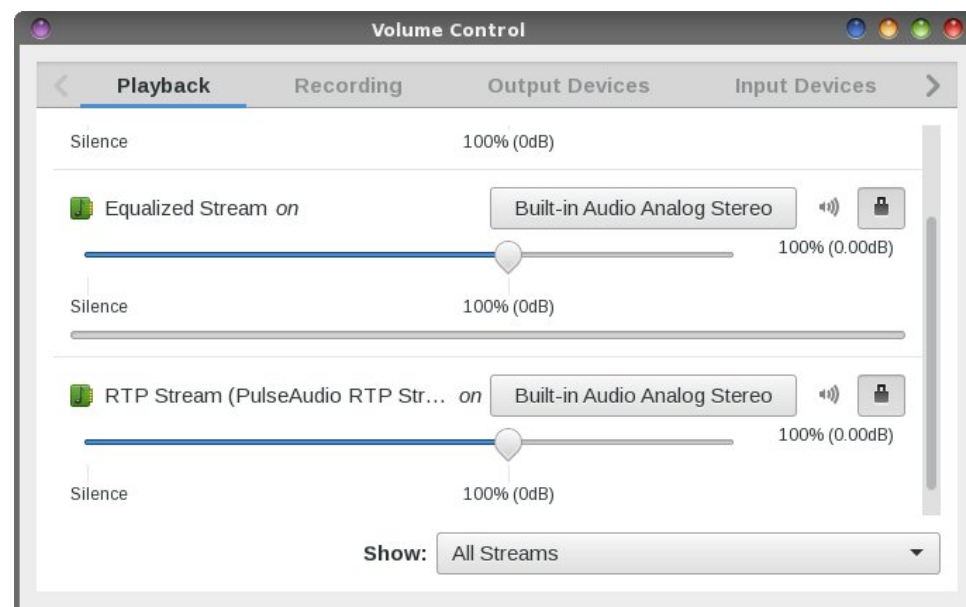 Volume Control
Playback Recording Output Devices Input Devices
Silence 100% (0dB)
Equalized Stream on Built-in Audio Analog Stereo
100% (0.00dB)
Silence 100% (0dB)
RTP Stream (PulseAudio RTP Str... on Built-in Audio Analog Stereo
100% (0.00dB)
Silence 100% (0dB)
Show: All Streams